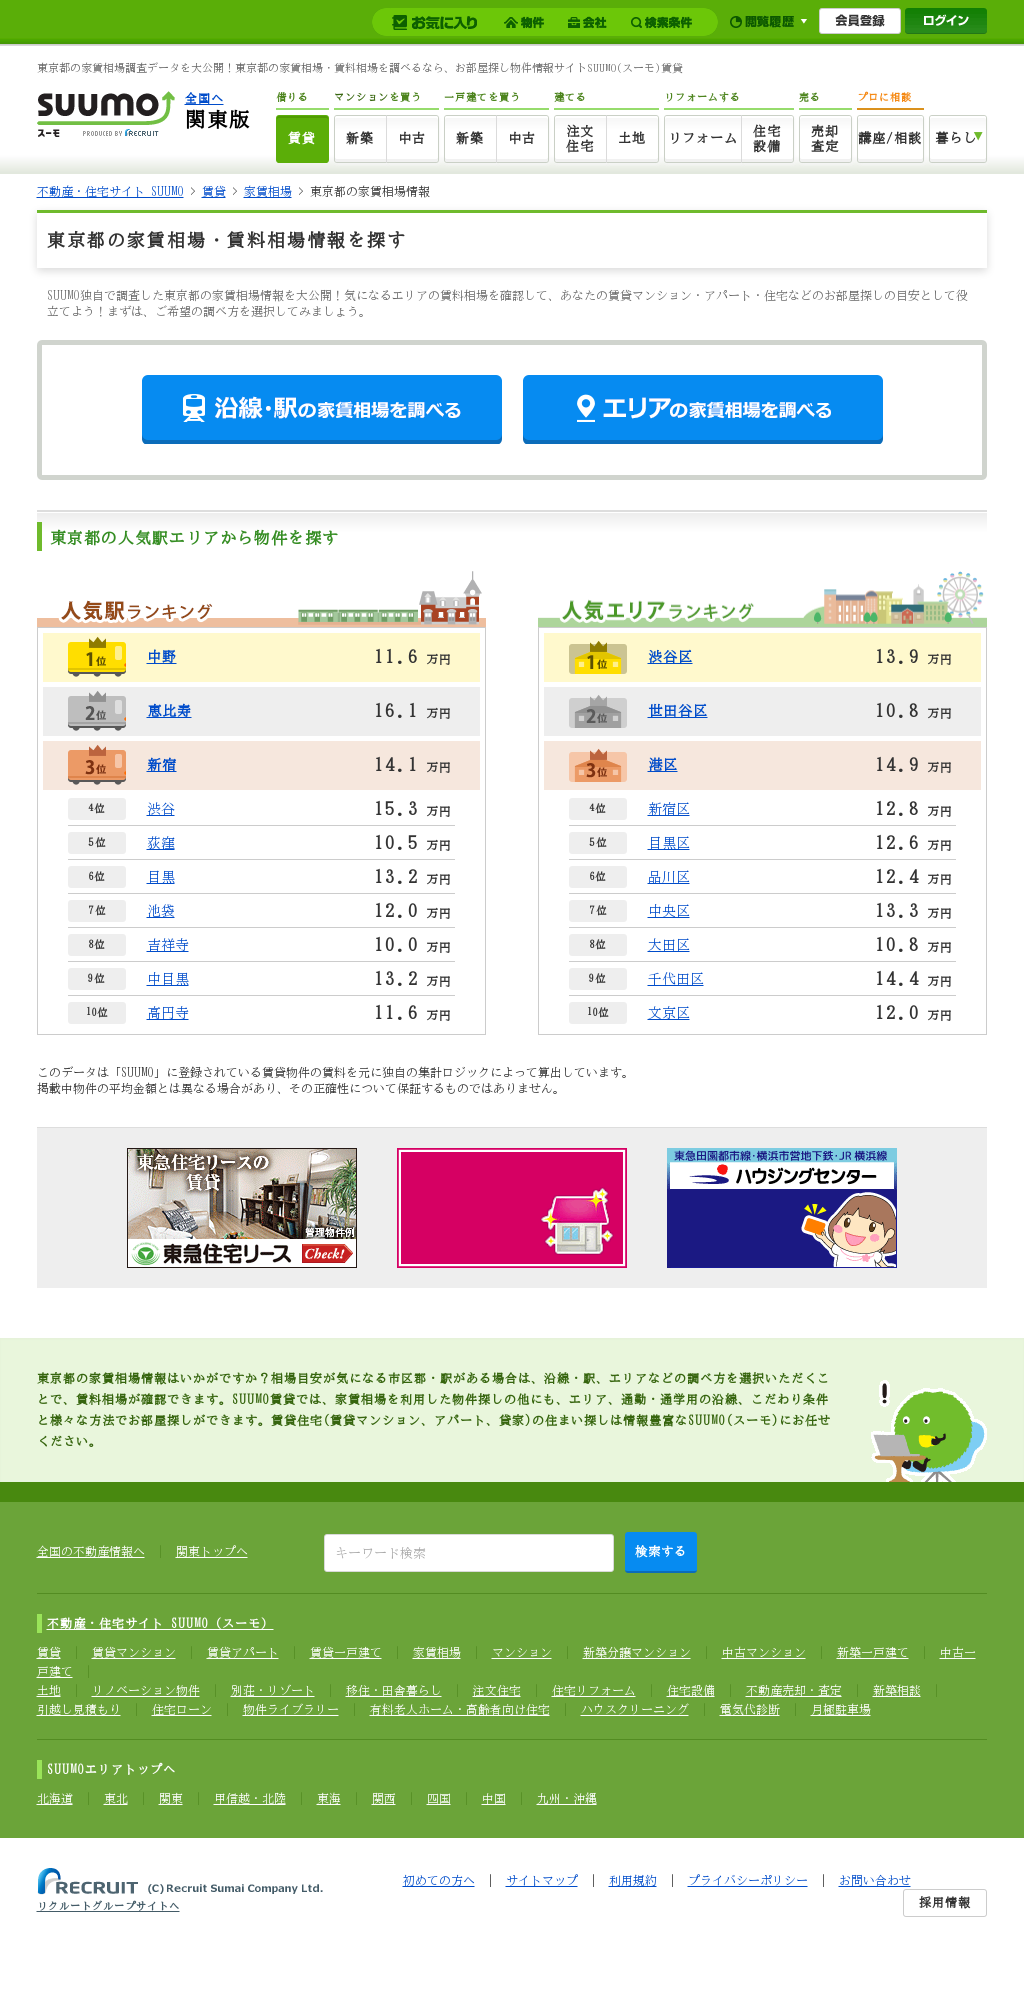 お気に入り 物件 会社 検索条件 閲覧履歴 会員登録 ログイン
東京都の家賃相場調査データを大公開！東京都の家賃相場・賃料相場を調べるなら、お部屋探し物件情報サイトSUUMO(スーモ)賃貸
SUUMO
スーモ PRODUCED BY RECRUIT
全国へ
関東版
借りる マンションを買う 一戸建てを買う 建てる リフォームする 売る プロに相談
賃貸 新築 中古 新築 中古 注文住宅 土地 リフォーム 住宅設備 売却査定 講座/相談 暮らし
不動産・住宅サイト SUUMO > 賃貸 > 家賃相場 > 東京都の家賃相場情報
東京都の家賃相場・賃料相場情報を探す
SUUMO独自で調査した東京都の家賃相場情報を大公開！気になるエリアの賃料相場を確認して、あなたの賃貸マンション・アパート・住宅などのお部屋探しの目安として役
立てよう！まずは、ご希望の調べ方を選択してみましょう。
沿線・駅の家賃相場を調べる
エリアの家賃相場を調べる
東京都の人気駅エリアから物件を探す
人気駅ランキング
1位 中野 11.6 万円
2位 恵比寿 16.1 万円
3位 新宿 14.1 万円
4位 渋谷 15.3 万円
5位 荻窪 10.5 万円
6位 目黒 13.2 万円
7位 池袋 12.0 万円
8位 吉祥寺 10.0 万円
9位 中目黒 13.2 万円
10位 高円寺 11.6 万円
人気エリアランキング
1位 渋谷区 13.9 万円
2位 世田谷区 10.8 万円
3位 港区 14.9 万円
4位 新宿区 12.8 万円
5位 目黒区 12.6 万円
6位 品川区 12.4 万円
7位 中央区 13.3 万円
8位 大田区 10.8 万円
9位 千代田区 14.4 万円
10位 文京区 12.0 万円
このデータは「SUUMO」に登録されている賃貸物件の賃料を元に独自の集計ロジックによって算出しています。
掲載中物件の平均金額とは異なる場合があり、その正確性について保証するものではありません。
東急住宅リースの
賃貸
管理物件例
東急住宅リース Check!
東急田園都市線・横浜市営地下鉄・JR横浜線
ハウジングセンター
東京都の家賃相場情報はいかがですか？相場目安が気になる市区郡・駅がある場合は、沿線・駅、エリアなどの調べ方を選択いただくこ
とで、賃料相場が確認できます。SUUMO賃貸では、家賃相場を利用した物件探しの他にも、エリア、通勤・通学用の沿線、こだわり条件
と様々な方法でお部屋探しができます。賃貸住宅(賃貸マンション、アパート、貸家)の住まい探しは情報豊富なSUUMO(スーモ)にお任せ
ください。
全国の不動産情報へ 関東トップへ キーワード検索 検索する
不動産・住宅サイト SUUMO（スーモ）
賃貸 賃貸マンション 賃貸アパート 賃貸一戸建て 家賃相場 マンション 新築分譲マンション 中古マンション 新築一戸建て 中古一
戸建て
土地 リノベーション物件 別荘・リゾート 移住・田舎暮らし 注文住宅 住宅リフォーム 住宅設備 不動産売却・査定 新築相談
引越し見積もり 住宅ローン 物件ライブラリー 有料老人ホーム・高齢者向け住宅 ハウスクリーニング 電気代診断 月極駐車場
SUUMOエリアトップへ
北海道 東北 関東 甲信越・北陸 東海 関西 四国 中国 九州・沖縄
RECRUIT (C) Recruit Sumai Company Ltd.
リクルートグループサイトへ
初めての方へ | サイトマップ | 利用規約 | プライバシーポリシー | お問い合わせ
採用情報